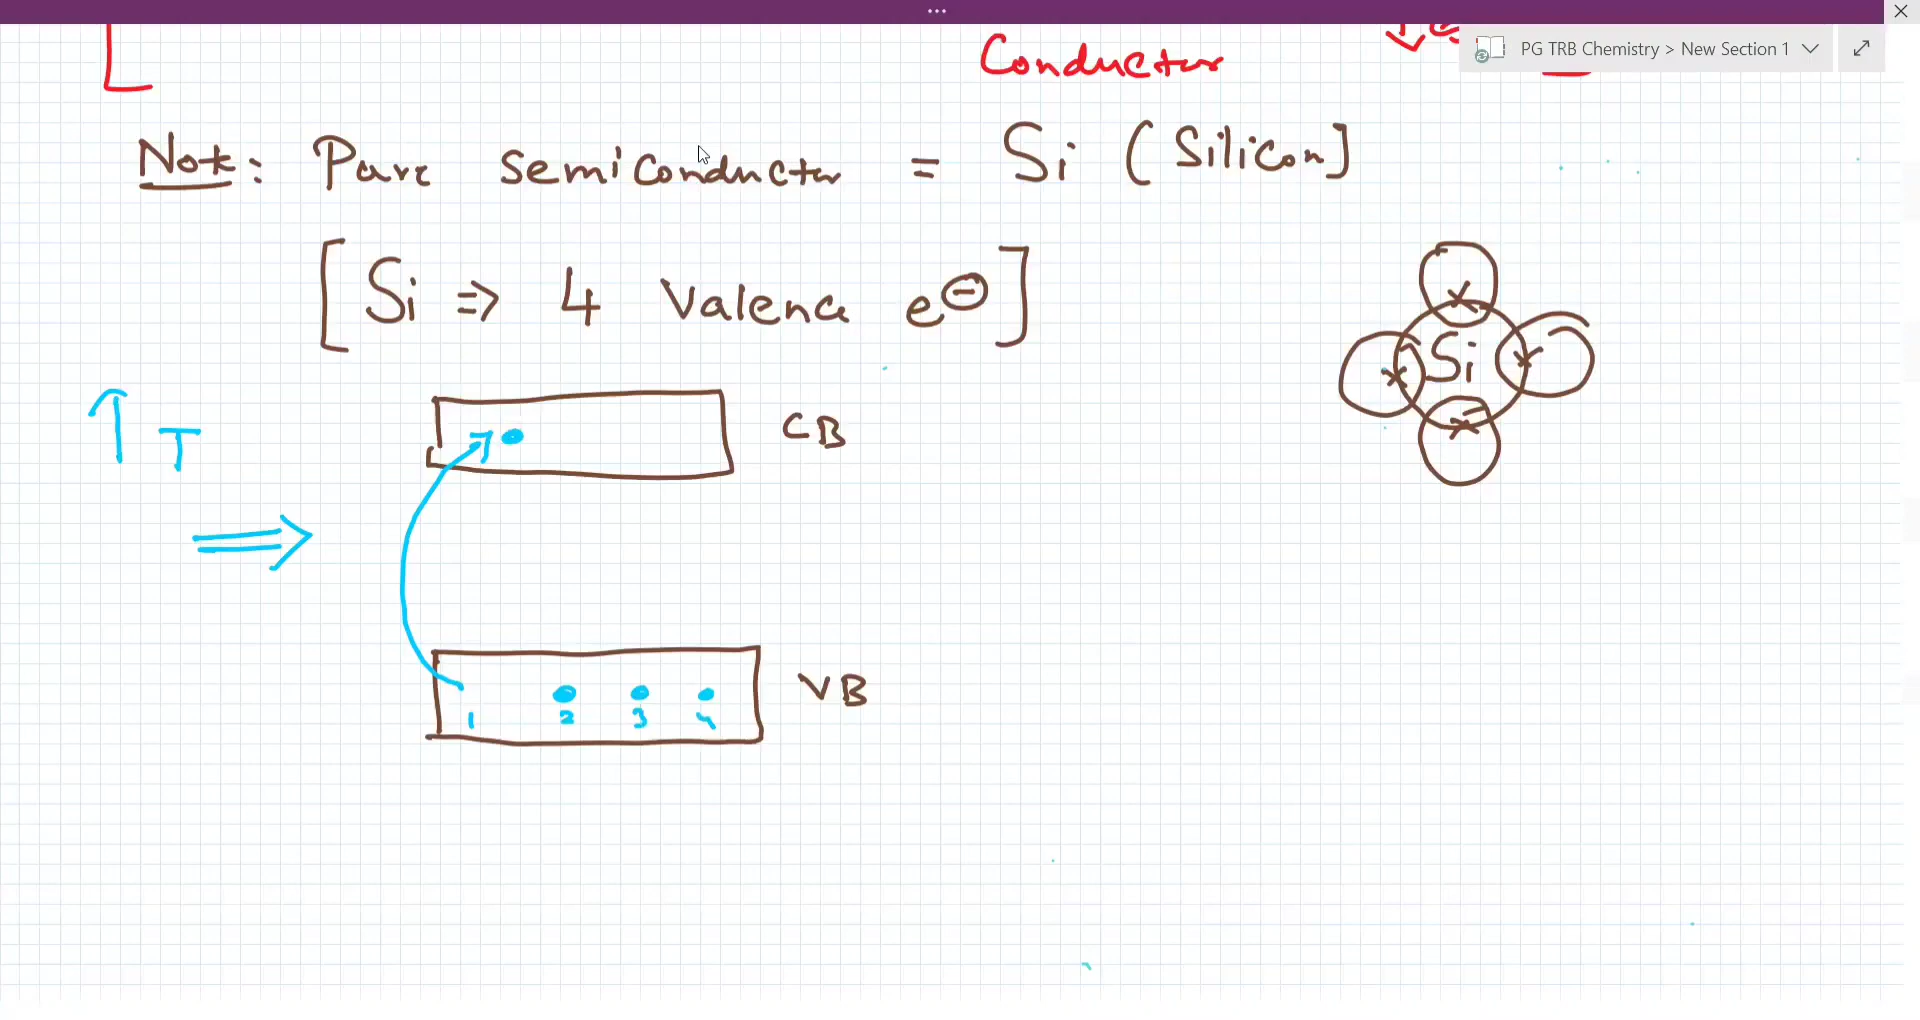 ...
PG TRB Chemistry > New Section 1
Conductor
Note: Pure semiconductor = Si (Silicon]
[Si => 4 Valence e⊖]
Si
↑ T
CB
⇒
VB
1 2 3 4